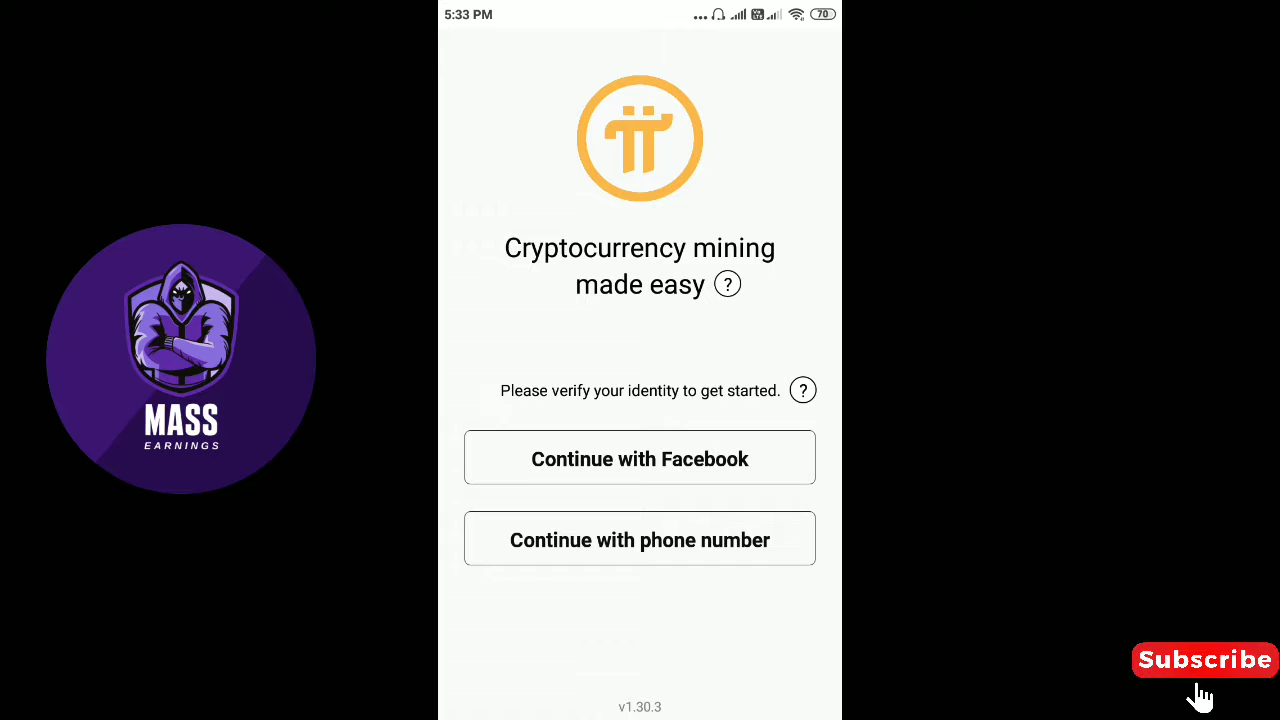 5:33 PM
70
Cryptocurrency mining
made easy ?
Please verify your identity to get started. ?
Continue with Facebook
Continue with phone number
v1.30.3
MASS
EARNINGS
Subscribe